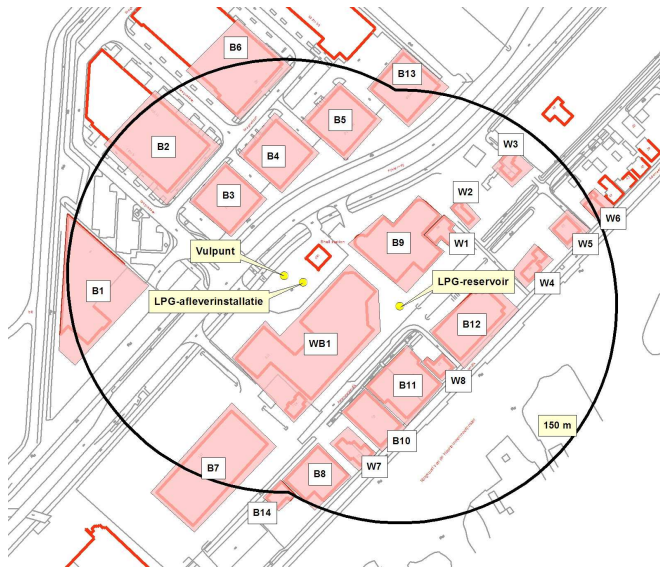 B6
B13
B5
B2
B4
W3
B3
W2
W6
W1
W5
B9
Vulpunt
W4
LPG-reservoir
B1
LPG-afleverinstallatie
B12
WB1
W8
B11
150 m
B10
B7
W7
B8
B14